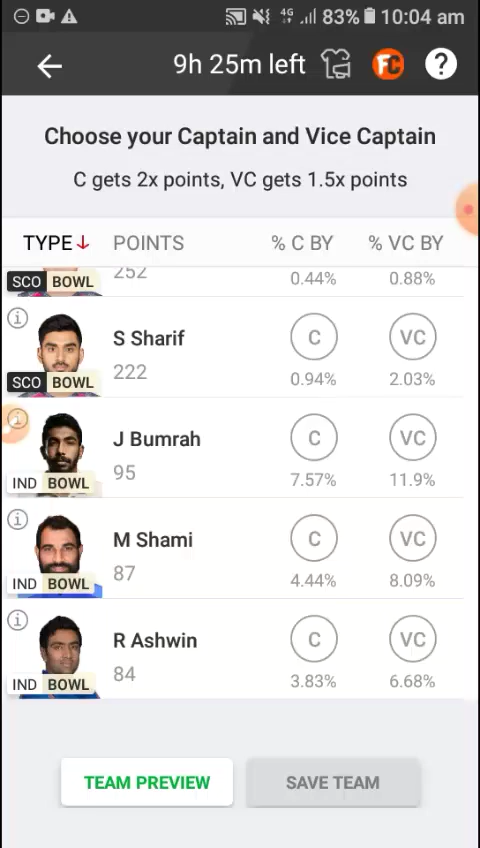 4G 83% 10:04 am
9h 25m left FC ?
Choose your Captain and Vice Captain
C gets 2x points, VC gets 1.5x points
TYPE↓ POINTS % C BY % VC BY
252
SCO BOWL 0.44% 0.88%
i S Sharif C VC
222
SCO BOWL 0.94% 2.03%
i J Bumrah C VC
95
IND BOWL 7.57% 11.9%
i M Shami C VC
87
IND BOWL 4.44% 8.09%
i R Ashwin C VC
84
IND BOWL 3.83% 6.68%
TEAM PREVIEW SAVE TEAM